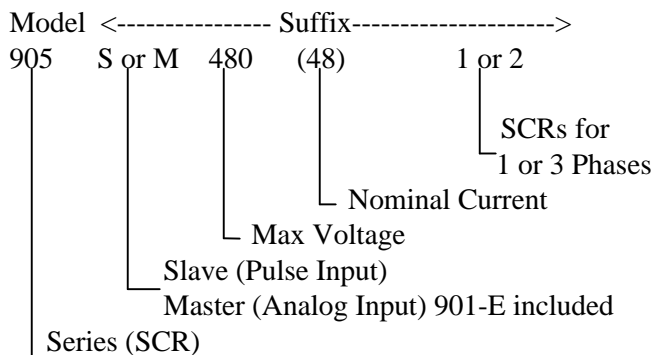 Model <--------------- Suffix-------------------->
905 S or M 480 (48) 1 or 2
SCRs for
1 or 3 Phases
Nominal Current
Max Voltage
Slave (Pulse Input)
Master (Analog Input) 901-E included
Series (SCR)